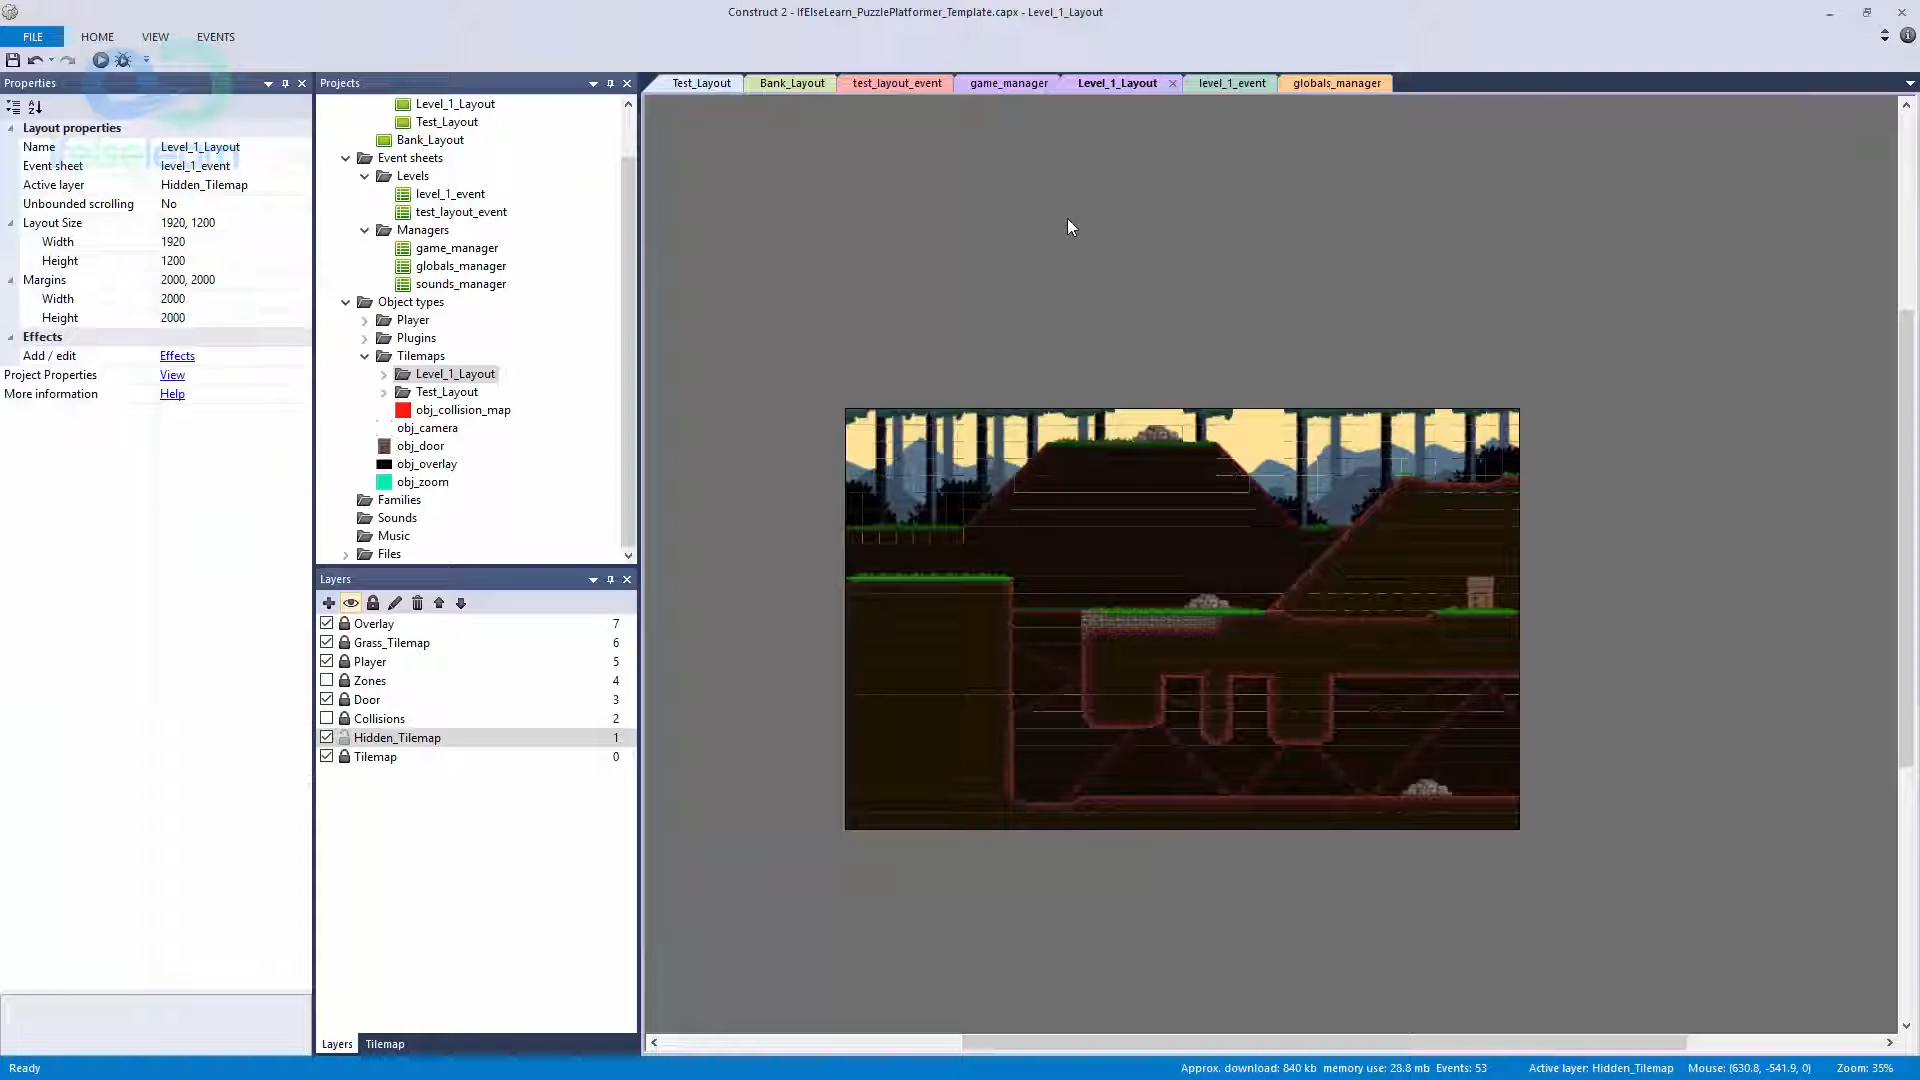 Construct 2 - IfElseLearn_PuzzlePlatformer_Template.capx - Level_1_Layout
FILE
HOME
VIEW
EVENTS
Properties
Layout properties
Name
Level_1_Layout
Event sheet
level_1_event
Active layer
Hidden_Tilemap
Unbounded scrolling
No
Layout Size
1920, 1200
Width
1920
Height
1200
Margins
2000, 2000
Width
2000
Height
2000
Effects
Add / edit
Effects
Project Properties
View
More information
Help
Projects
Level_1_Layout
Test_Layout
Bank_Layout
Event sheets
Levels
level_1_event
test_layout_event
Managers
game_manager
globals_manager
sounds_manager
Object types
Player
Plugins
Tilemaps
Level_1_Layout
Test_Layout
obj_collision_map
obj_camera
obj_door
obj_overlay
obj_zoom
Families
Sounds
Music
Files
Layers
Overlay 7
Grass_Tilemap 6
Player 5
Zones 4
Door 3
Collisions 2
Hidden_Tilemap 1
Tilemap 0
Layers
Tilemap
Test_Layout
Bank_Layout
test_layout_event
game_manager
Level_1_Layout
level_1_event
globals_manager
Ready
Approx. download: 840 kb memory use: 28.8 mb Events: 53
Active layer: Hidden_Tilemap
Mouse: (630.8, -541.9, 0)
Zoom: 35%